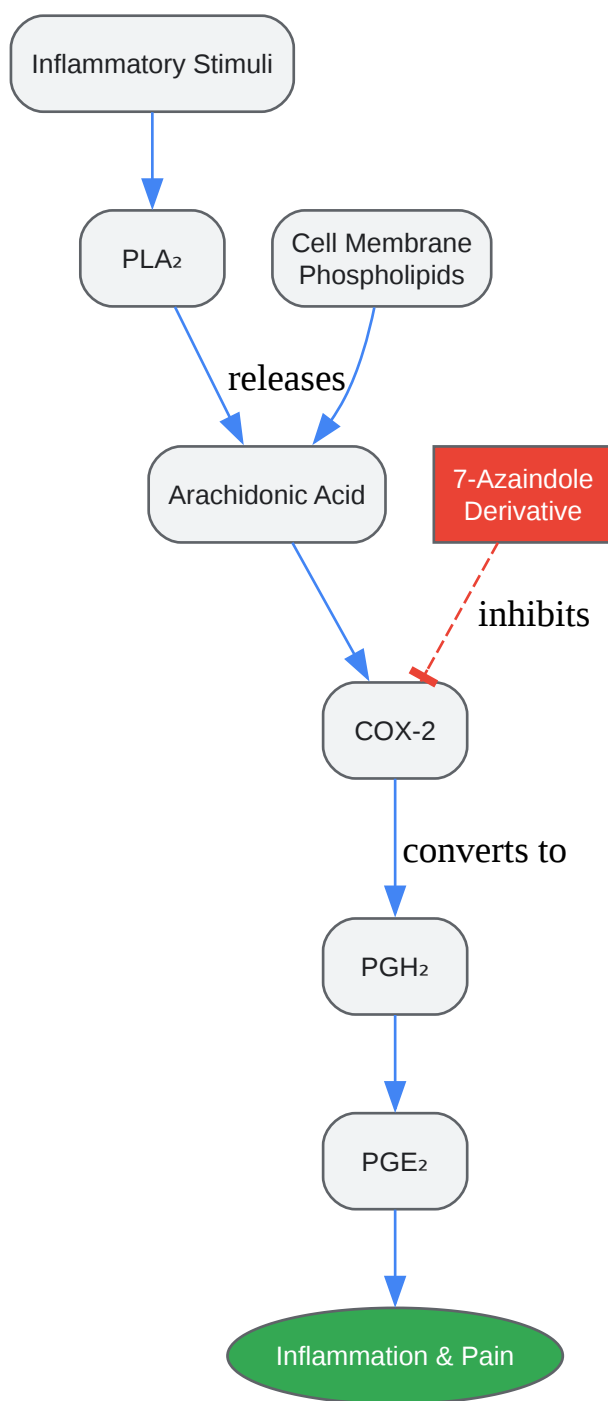 Inflammatory Stimuli
PLA₂
Cell Membrane
Phospholipids
releases
Arachidonic Acid
7-Azaindole
Derivative
inhibits
COX-2
converts to
PGH₂
PGE₂
Inflammation & Pain